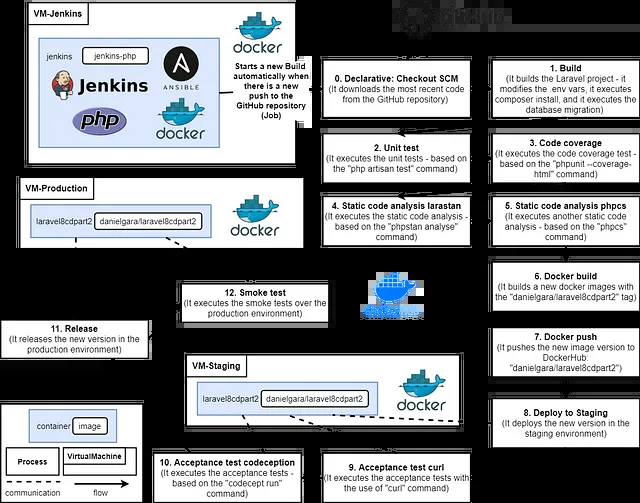 VM-Jenkins
jenkins
jenkins-php
Jenkins
ANSIBLE
php
docker
docker
Starts a new Build
automatically when
there is a new
push to the
GitHub repository
(Job)
0. Declarative: Checkout SCM
(It downloads the most recent code
from the GitHub repository)
1. Build
(It builds the Laravel project - it
modifies the .env vars, it executes
composer install, and it executes the
database migration)
2. Unit test
(It executes the unit tests - based on
the "php artisan test" command)
3. Code coverage
(It executes the code coverage test -
based on the "phpunit --coverage-
html" command)
VM-Production
laravel8cdpart2
danielgara/laravel8cdpart2
docker
4. Static code analysis larastan
(It executes the static code analysis -
based on the "phpstan analyse"
command)
5. Static code analysis phpcs
(It executes another static code
analysis - based on the "phpcs"
command)
6. Docker build
(It builds a new docker images with
the "danielgara/laravel8cdpart2" tag)
12. Smoke test
(It executes the smoke tests over the
production environment)
11. Release
(It releases the new version in the
production environment)
7. Docker push
(It pushes the new image version to
DockerHub:
"danielgara/laravel8cdpart2")
VM-Staging
laravel8cdpart2
danielgara/laravel8cdpart2
docker
8. Deploy to Staging
(It deploys the new version in the
staging environment)
container
image
Process
VirtualMachine
communication
flow
10. Acceptance test codeception
(It executes the acceptance tests -
based on the "codecept run"
command)
9. Acceptance test curl
(It executes the acceptance tests with
the use of "curl" command)